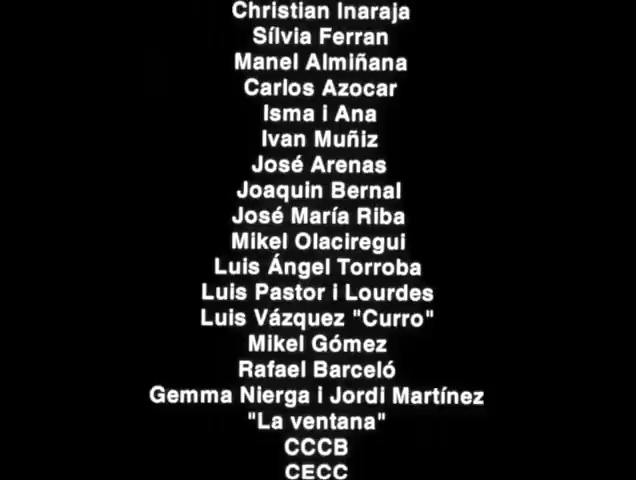 Christian Inaraja
Sílvia Ferran
Manel Almiñana
Carlos Azocar
Isma i Ana
Ivan Muñiz
José Arenas
Joaquin Bernal
José María Riba
Mikel Olaciregui
Luis Ángel Torroba
Luis Pastor i Lourdes
Luis Vázquez "Curro"
Mikel Gómez
Rafael Barceló
Gemma Nierga i Jordi Martínez
"La ventana"
CCCB
CECC